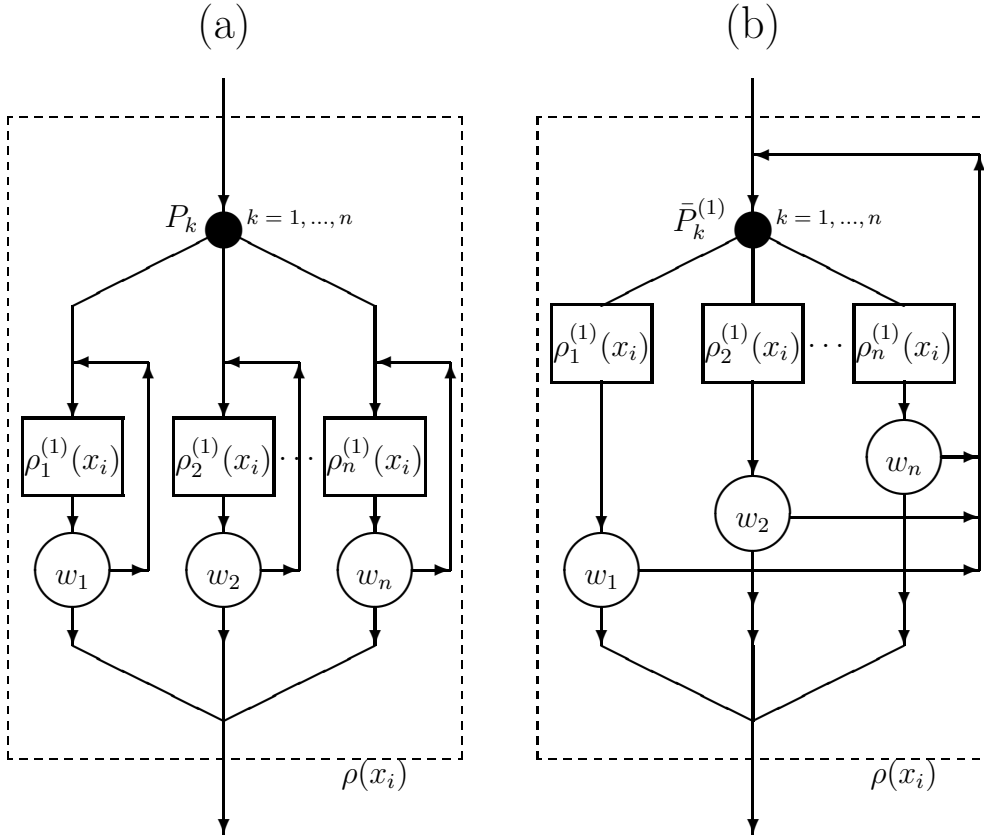 (a)
P_k k = 1, ..., n
ρ_1^{(1)}(x_i) ρ_2^{(1)}(x_i) ··· ρ_n^{(1)}(x_i)
w_1 w_2 w_n
ρ(x_i)
(b)
P̄_k^{(1)} k = 1, ..., n
ρ_1^{(1)}(x_i) ρ_2^{(1)}(x_i) ··· ρ_n^{(1)}(x_i)
w_n
w_2
w_1
ρ(x_i)